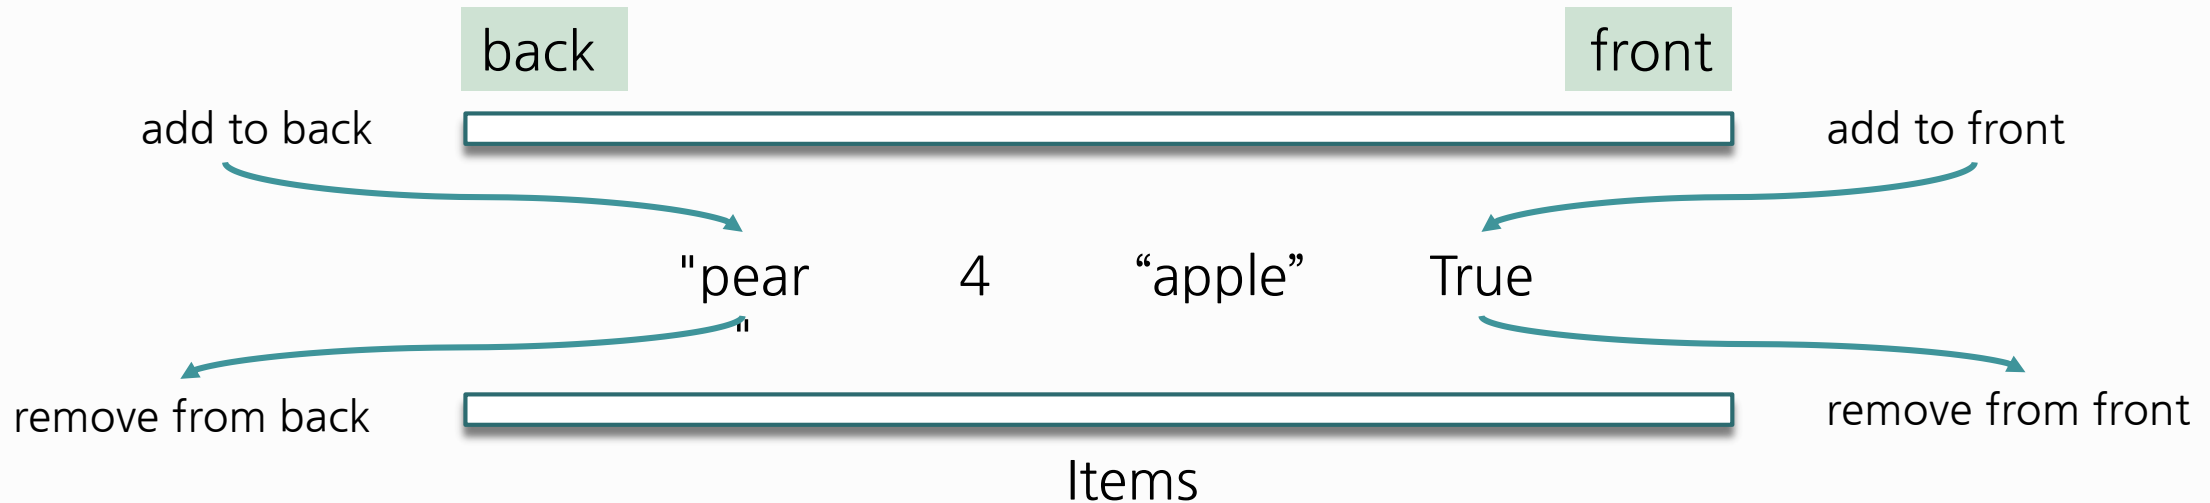 back
front
add to back
add to front
"pear
"
4
“apple”
True
remove from back
remove from front
Items